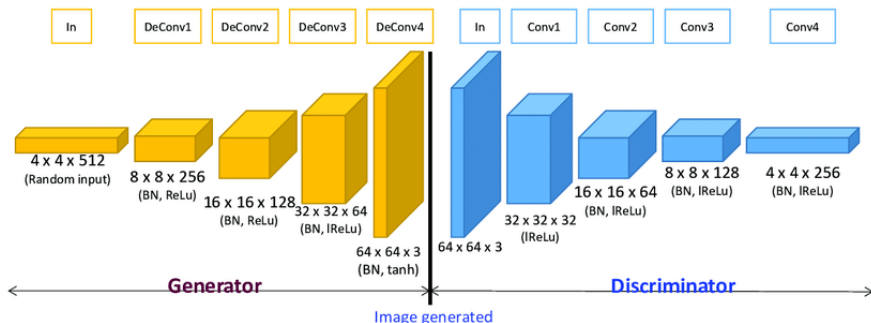 In
DeConv1
DeConv2
DeConv3
DeConv4
In
Conv1
Conv2
Conv3
Conv4
4 x 4 x 512
(Random input)
8 x 8 x 256
(BN, ReLu)
16 x 16 x 128
(BN, ReLu)
32 x 32 x 64
(BN, lReLu)
64 x 64 x 3
(BN, tanh)
64 x 64 x 3
32 x 32 x 32
(lReLu)
16 x 16 x 64
(BN, lReLu)
8 x 8 x 128
(BN, lReLu)
4 x 4 x 256
(BN, lReLu)
Generator
Discriminator
Image generated